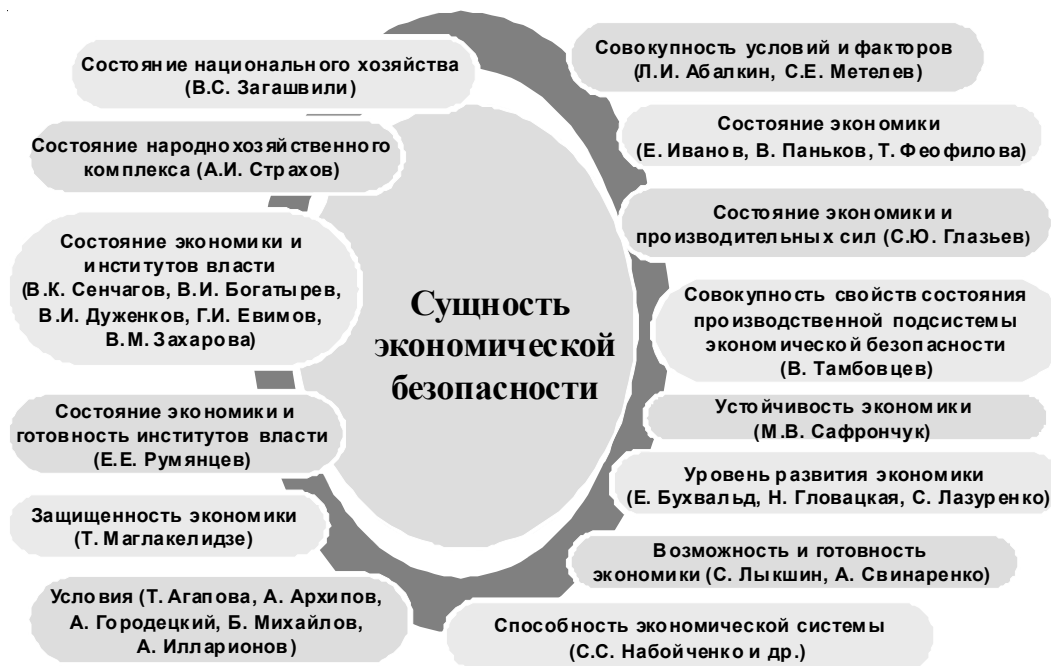 Состояние национального хозяйства
(В.С. Загашвили)
Состояние народнохозяйственного
комплекса (А.И. Страхов)
Состояние экономики и
институтов власти
(В.К. Сенчагов, В.И. Богатырев,
В.И. Дуженков, Г.И. Евимов,
В.М. Захарова)
Состояние экономики и
готовность институтов власти
(Е.Е. Румянцев)
Защищенность экономики
(Т. Маглакелидзе)
Условия (Т. Агапова, А. Архипов,
А. Городецкий, Б. Михайлов,
А. Илларионов)
Сущность
экономической
безопасности
Совокупность условий и факторов
(Л.И. Абалкин, С.Е. Метелев)
Состояние экономики
(Е. Иванов, В. Паньков, Т. Феофилова)
Состояние экономики и
производительных сил (С.Ю. Глазьев)
Совокупность свойств состояния
производственной подсистемы
экономической безопасности
(В. Тамбовцев)
Устойчивость экономики
(М.В. Сафрончук)
Уровень развития экономики
(Е. Бухвальд, Н. Гловацкая, С. Лазуренко)
Возможность и готовность
экономики (С. Лыкшин, А. Свинаренко)
Способность экономической системы
(С.С. Набойченко и др.)